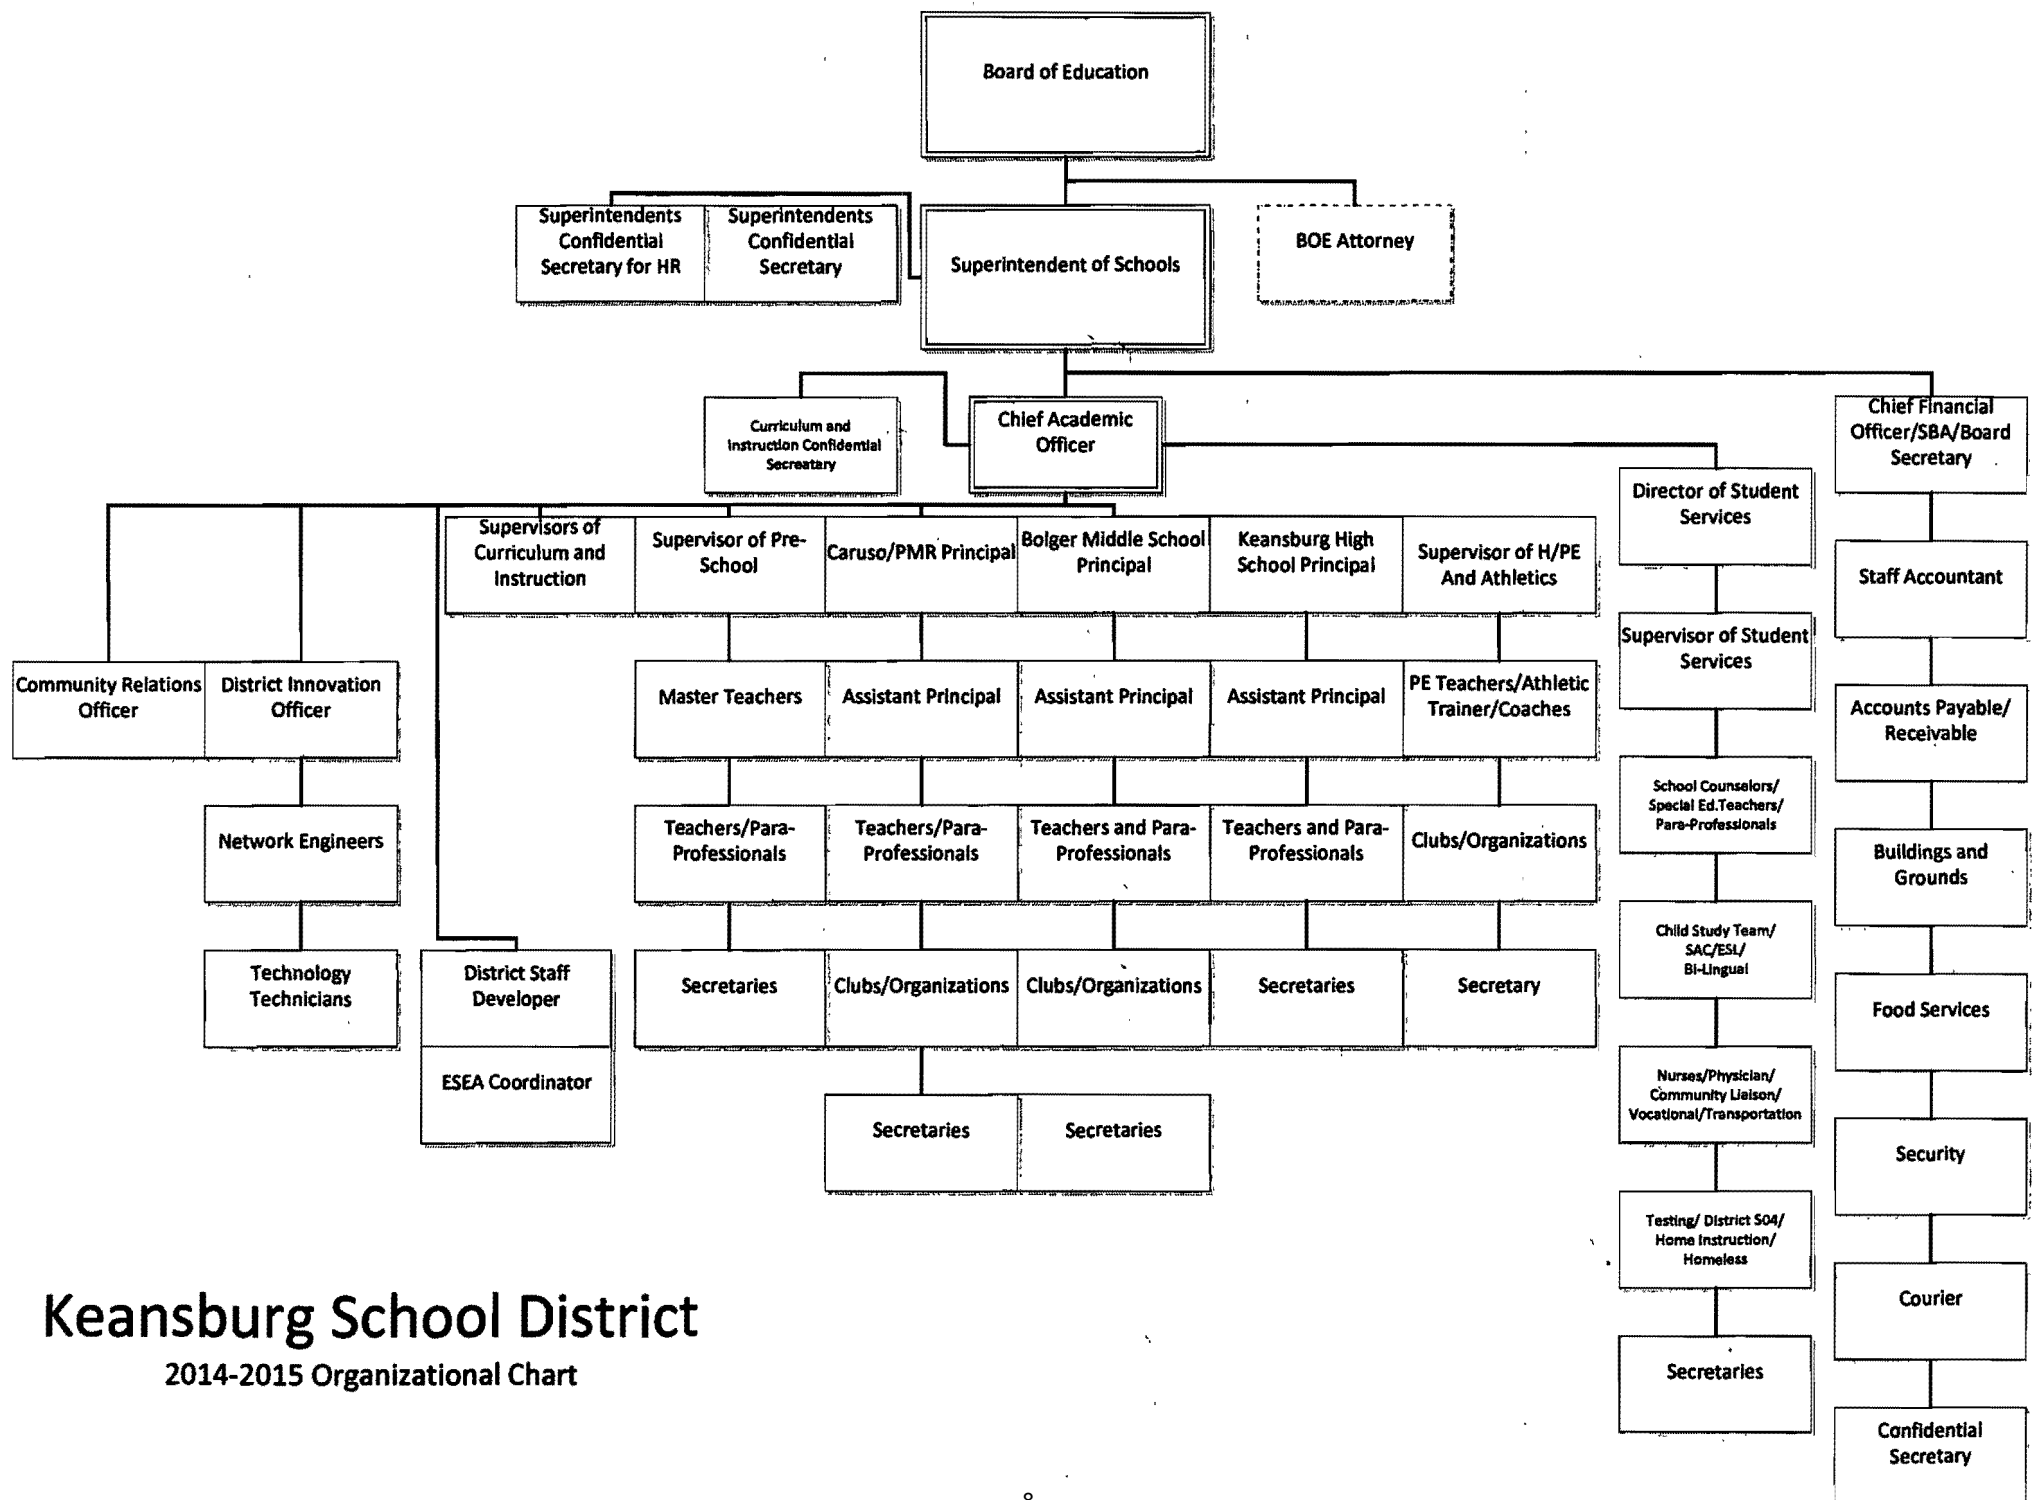 Board of Education
Superintendents
Confidential
Secretary for HR
Superintendents
Confidential
Secretary
Superintendent of Schools
BOE Attorney
Curriculum and
Instruction Confidential
Secreatary
Chief Academic
Officer
Chief Financial
Officer/SBA/Board
Secretary
Director of Student
Services
Supervisors of
Curriculum and
Instruction
Supervisor of Pre-
School
Caruso/PMR Principal
Bolger Middle School
Principal
Keansburg High
School Principal
Supervisor of H/PE
And Athletics
Staff Accountant
Supervisor of Student
Services
Community Relations
Officer
District Innovation
Officer
Master Teachers
Assistant Principal
Assistant Principal
Assistant Principal
PE Teachers/Athletic
Trainer/Coaches
Accounts Payable/
Receivable
School Counselors/
Special Ed.Teachers/
Para-Professionals
Network Engineers
Teachers/Para-
Professionals
Teachers/Para-
Professionals
Teachers and Para-
Professionals
Teachers and Para-
Professionals
Clubs/Organizations
Buildings and
Grounds
Child Study Team/
SAC/ESL/
Bi-Lingual
Technology
Technicians
District Staff
Developer
Secretaries
Clubs/Organizations
Clubs/Organizations
Secretaries
Secretary
Food Services
ESEA Coordinator
Nurses/Physician/
Community Liaison/
Vocational/Transportation
Secretaries
Secretaries
Security
Testing/ District 504/
Home Instruction/
Homeless
Courier
Secretaries
Confidential
Secretary
Keansburg School District
2014-2015 Organizational Chart
8